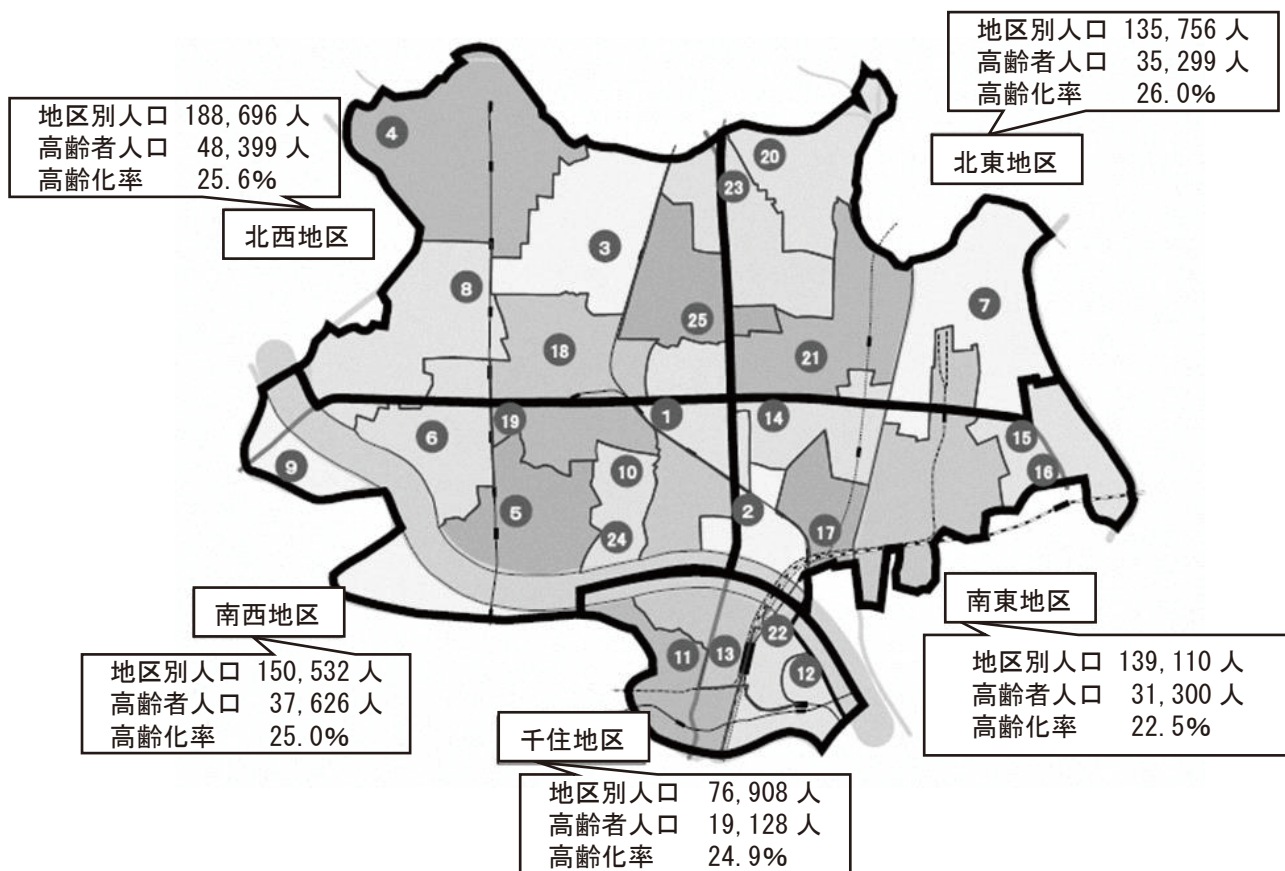 地区別人口 135,756 人
高齢者人口 35,299 人
高齢化率 26.0%
北東地区
地区別人口 188,696 人
高齢者人口 48,399 人
高齢化率 25.6%
北西地区
4
20
23
3
8
7
25
18
21
1
14
19
6
15
10
16
9
5
2
17
24
南西地区
地区別人口 150,532 人
高齢者人口 37,626 人
高齢化率 25.0%
南東地区
地区別人口 139,110 人
高齢者人口 31,300 人
高齢化率 22.5%
22
11
13
12
千住地区
地区別人口 76,908 人
高齢者人口 19,128 人
高齢化率 24.9%